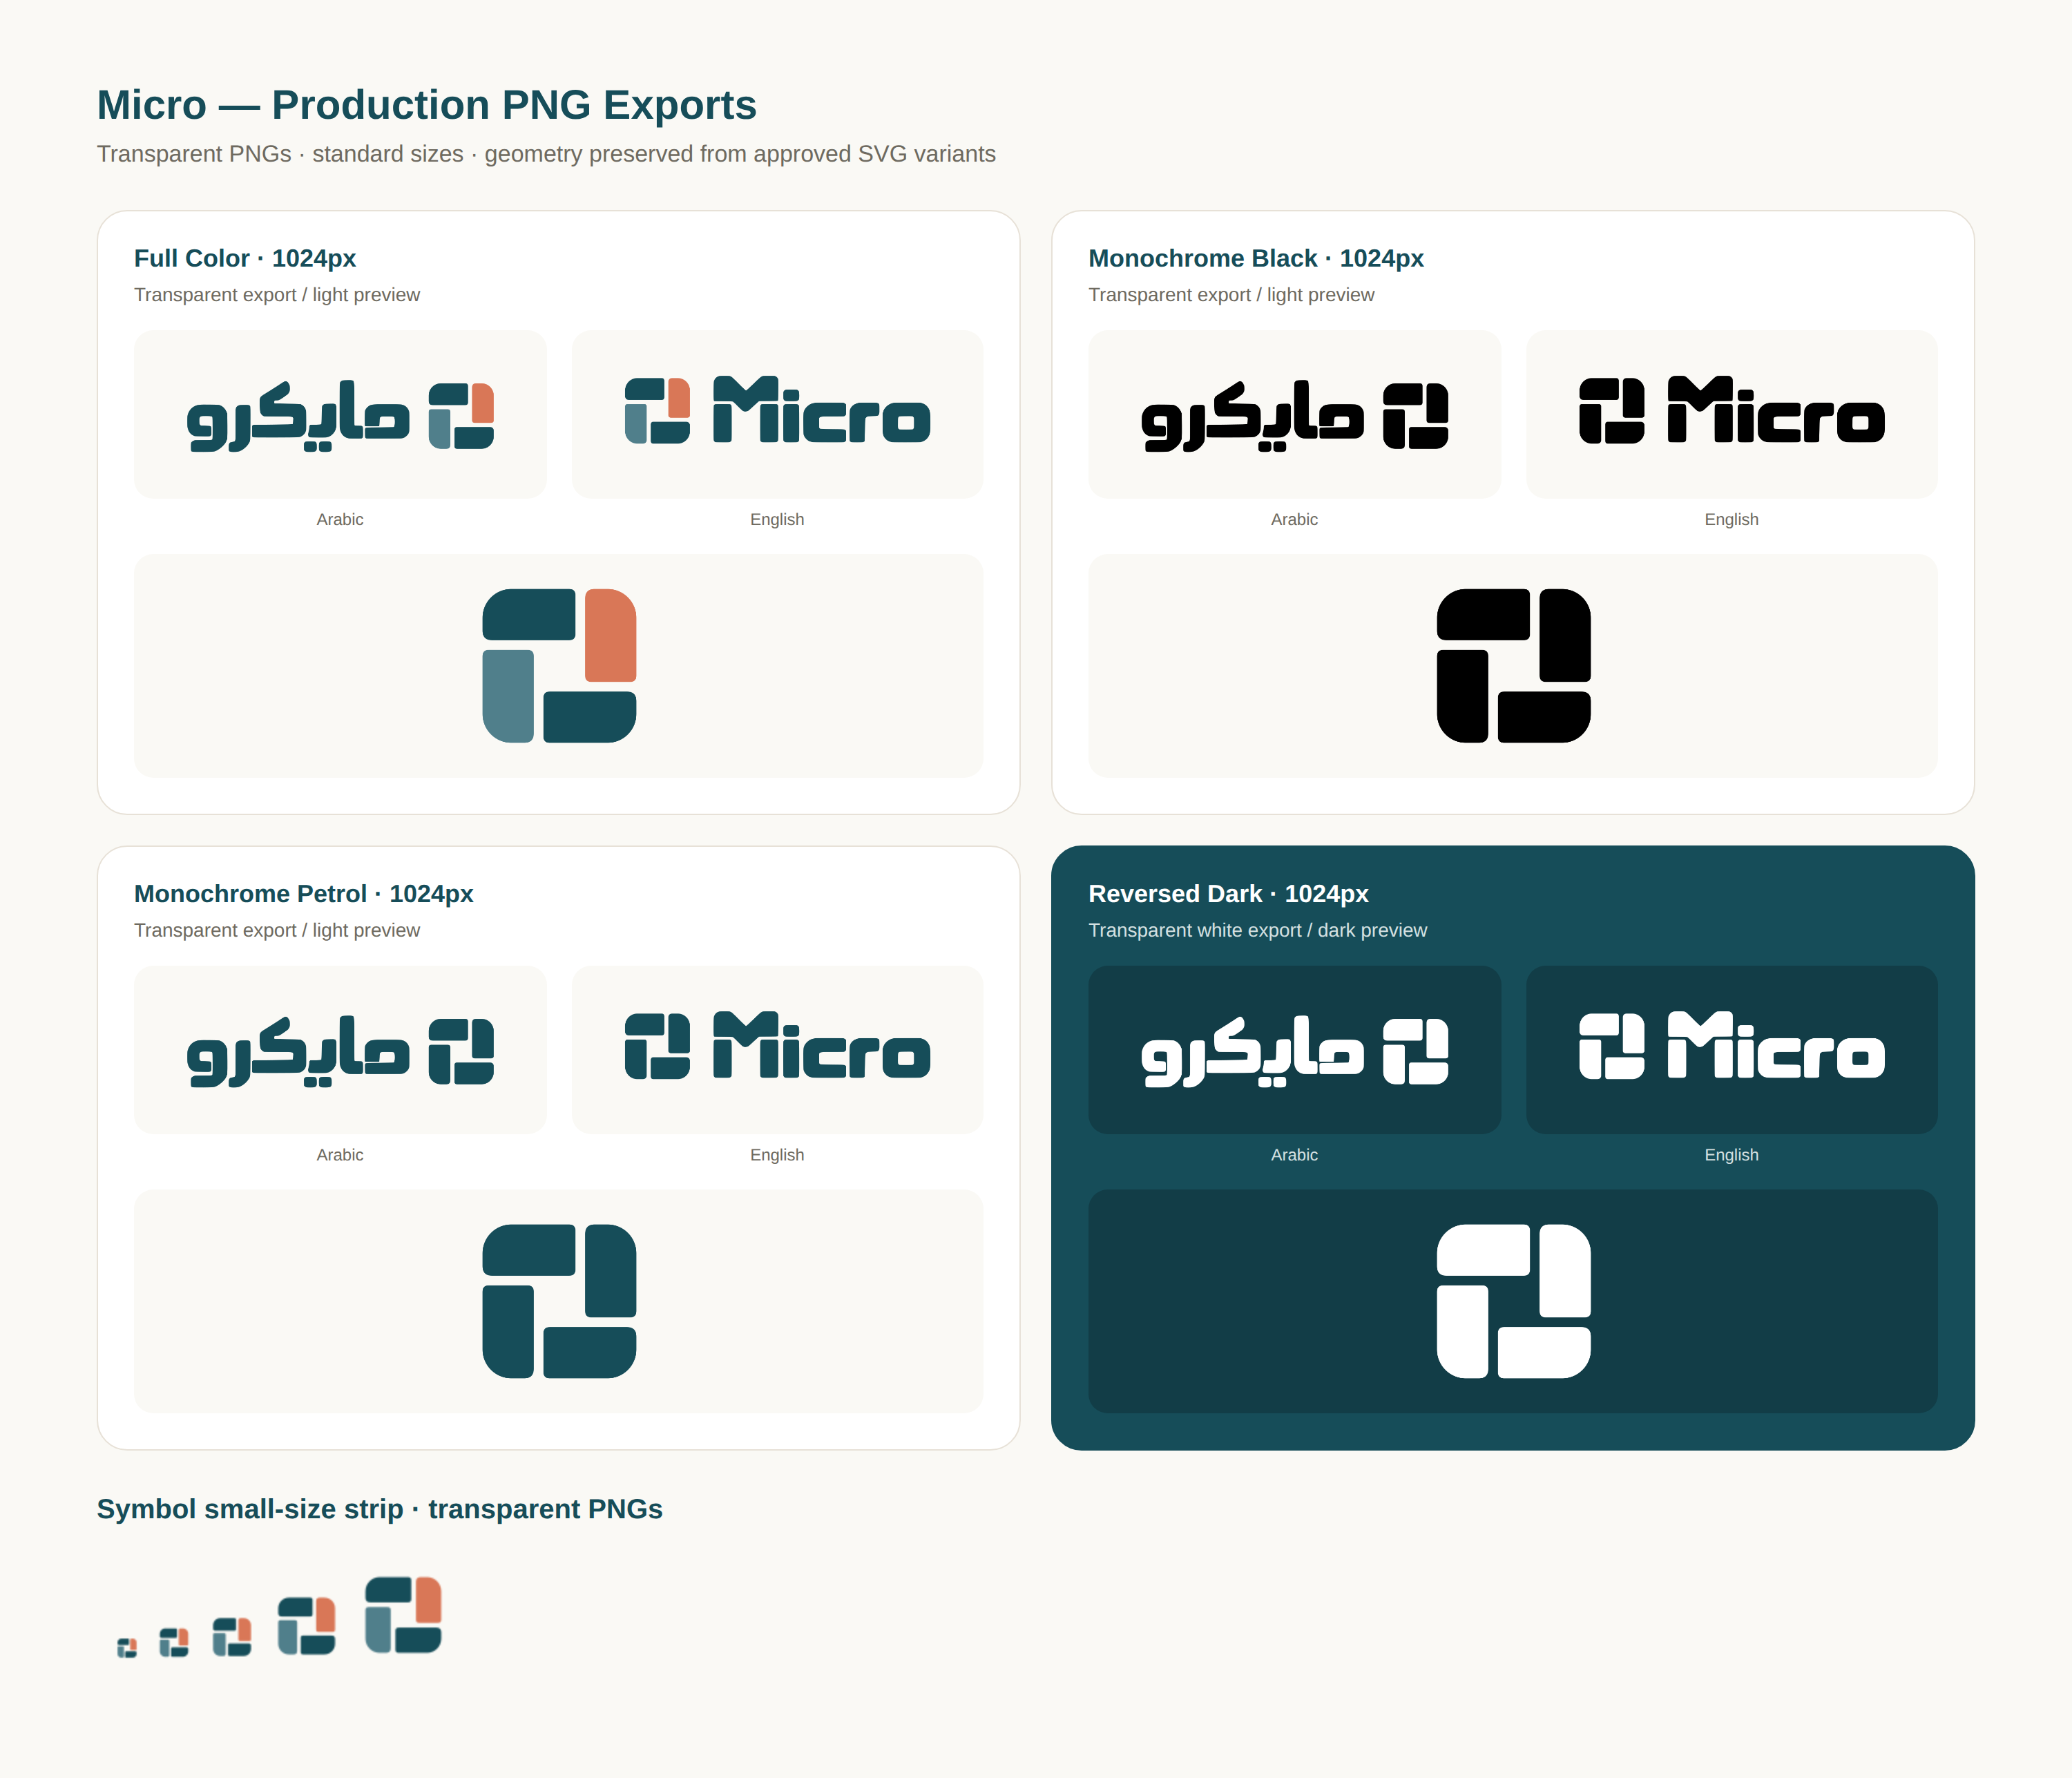 Micro — Production PNG Exports
Transparent PNGs · standard sizes · geometry preserved from approved SVG variants
Full Color · 1024px
Transparent export / light preview
مايكرو
Micro
Arabic
English
Monochrome Black · 1024px
Transparent export / light preview
مايكرو
Micro
Arabic
English
Monochrome Petrol · 1024px
Transparent export / light preview
مايكرو
Micro
Arabic
English
Reversed Dark · 1024px
Transparent white export / dark preview
مايكرو
Micro
Arabic
English
Symbol small-size strip · transparent PNGs